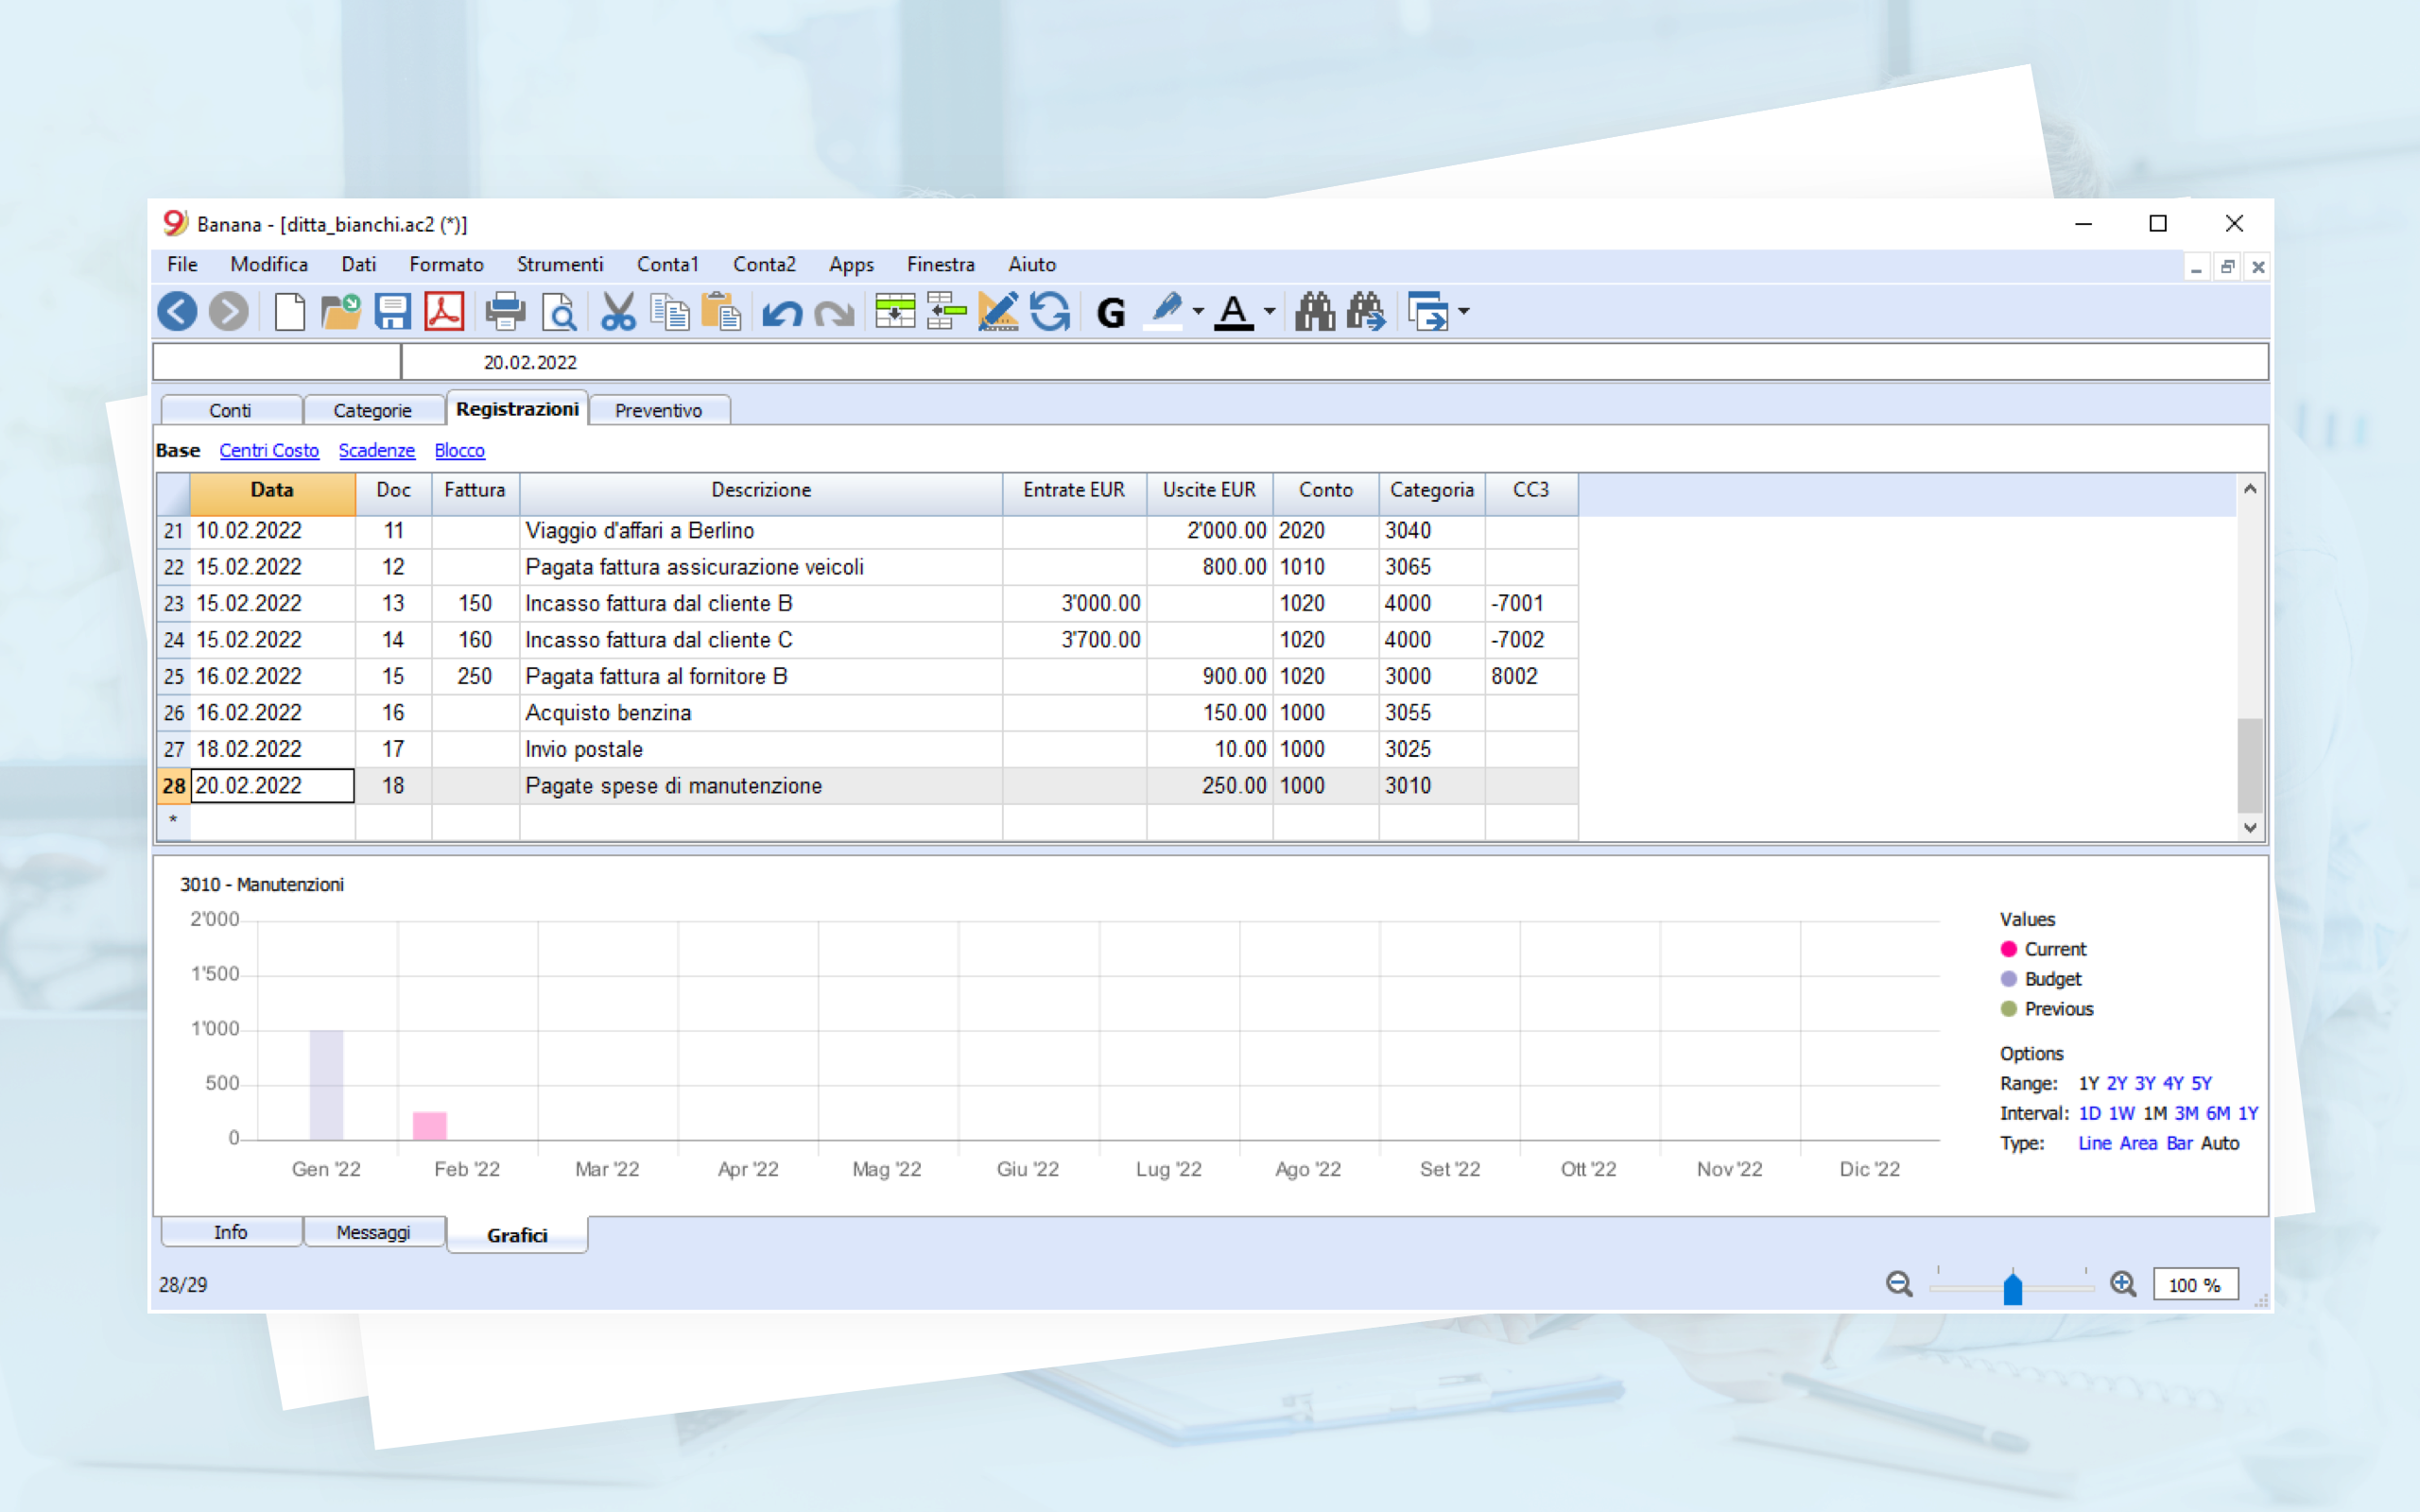 Banana - [ditta_bianchi.ac2 (*)]
File Modifica Dati Formato Strumenti Conta1 Conta2 Apps Finestra Aiuto
G A
20.02.2022
Conti Categorie Registrazioni Preventivo
Base Centri Costo Scadenze Blocco
Data Doc Fattura Descrizione Entrate EUR Uscite EUR Conto Categoria CC3
21 10.02.2022 11 Viaggio d'affari a Berlino 2'000.00 2020 3040
22 15.02.2022 12 Pagata fattura assicurazione veicoli 800.00 1010 3065
23 15.02.2022 13 150 Incasso fattura dal cliente B 3'000.00 1020 4000 -7001
24 15.02.2022 14 160 Incasso fattura dal cliente C 3'700.00 1020 4000 -7002
25 16.02.2022 15 250 Pagata fattura al fornitore B 900.00 1020 3000 8002
26 16.02.2022 16 Acquisto benzina 150.00 1000 3055
27 18.02.2022 17 Invio postale 10.00 1000 3025
28 20.02.2022 18 Pagate spese di manutenzione 250.00 1000 3010
*
3010 - Manutenzioni
2'000
1'500
1'000
500
0
Gen '22 Feb '22 Mar '22 Apr '22 Mag '22 Giu '22 Lug '22 Ago '22 Set '22 Ott '22 Nov '22 Dic '22
Values
Current
Budget
Previous
Options
Range: 1Y 2Y 3Y 4Y 5Y
Interval: 1D 1W 1M 3M 6M 1Y
Type: Line Area Bar Auto
Info Messaggi Grafici
28/29
100 %